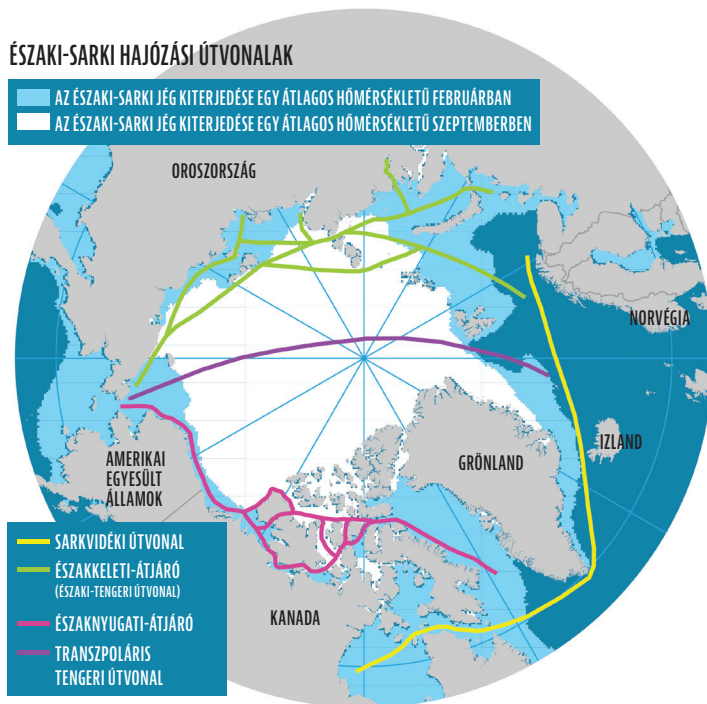 ÉSZAKI-SARKI HAJÓZÁSI ÚTVONALAK
AZ ÉSZAKI-SARKI JÉG KITERJEDÉSE EGY ÁTLAGOS HŐMÉRSÉKLETŰ FEBRUÁRBAN
AZ ÉSZAKI-SARKI JÉG KITERJEDÉSE EGY ÁTLAGOS HŐMÉRSÉKLETŰ SZEPTEMBERBEN
OROSZORSZÁG
NORVÉGIA
IZLAND
GRÖNLAND
AMERIKAI
EGYESÜLT
ÁLLAMOK
KANADA
SARKVIDÉKI ÚTVONAL
ÉSZAKKELETI-ÁTJÁRÓ
(ÉSZAKI-TENGERI ÚTVONAL)
ÉSZAKNYUGATI-ÁTJÁRÓ
TRANSZPOLÁRIS
TENGERI ÚTVONAL